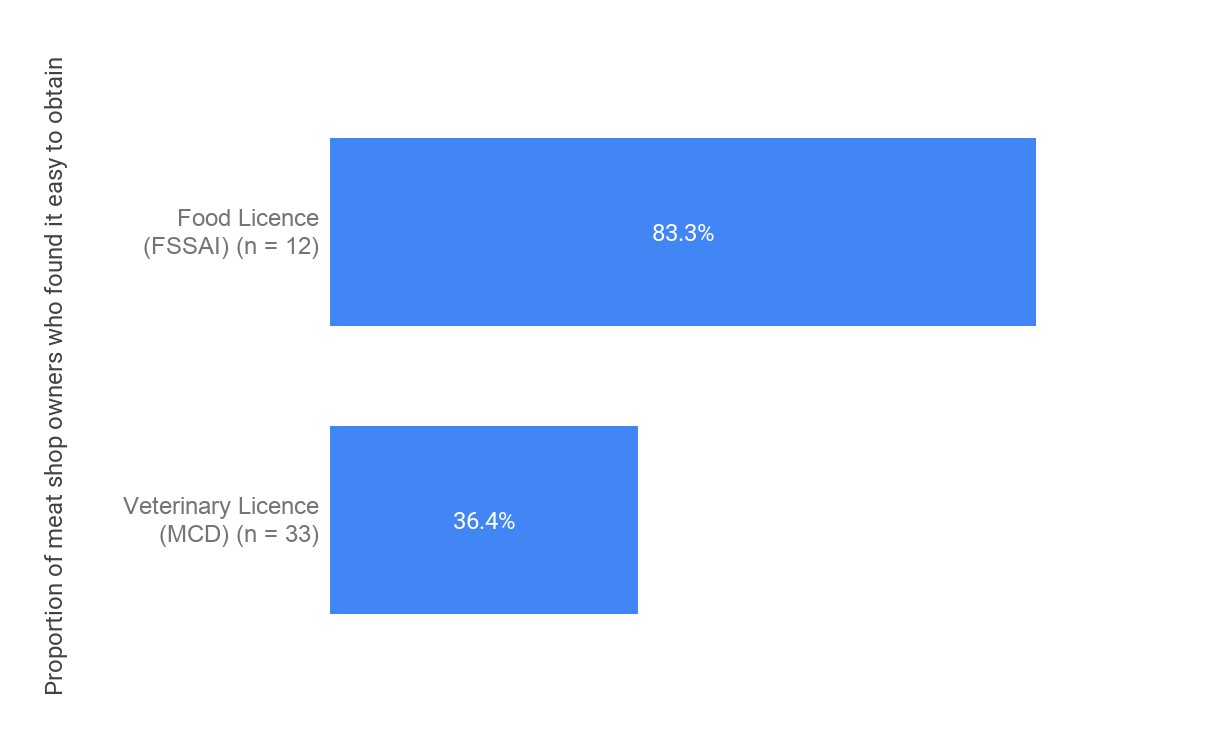 Proportion of meat shop owners who found it easy to obtain
Food Licence
(FSSAI) (n = 12)
83.3%
Veterinary Licence
(MCD) (n = 33)
36.4%